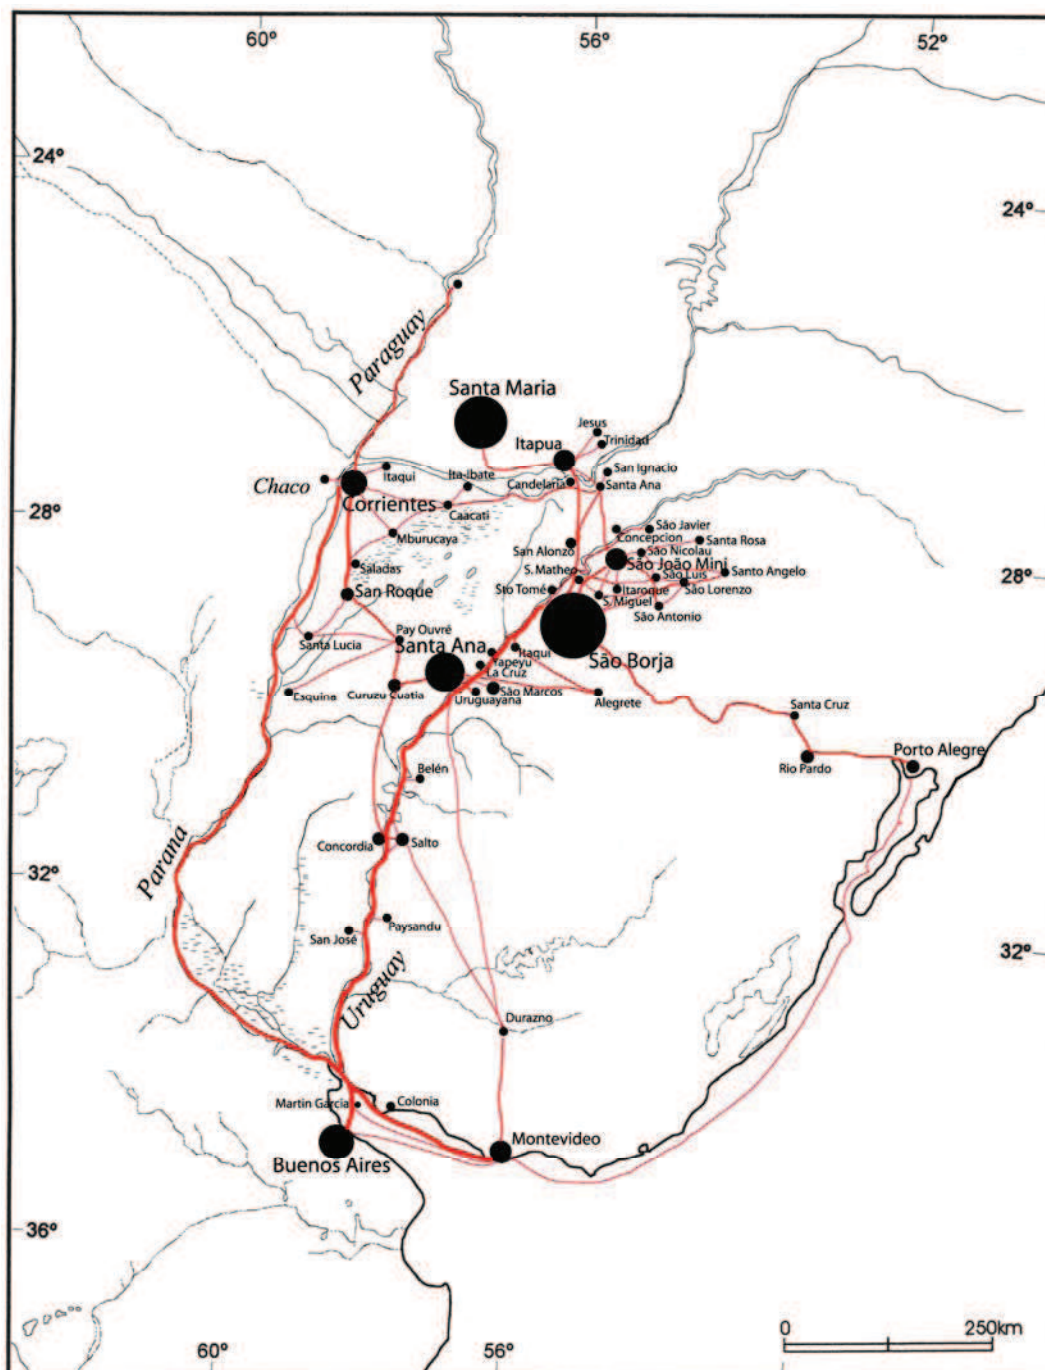 60º
56º
52º
24º
24º
Paraguay
Santa Maria
Jesus
Itapua
Trinidad
Itaqui
Ita-Ibate
San Ignacio
Chaco
Candelaria
Santa Ana
Corrientes
28º
Caacati
São Javier
Concepcion
Mburucaya
San Alonzo
São Nicolau
Santa Rosa
Saladas
S. Matheo
São João Mini
São Luis
Santo Angelo
28º
San Roque
Sto Tomé
Itaroque
São Lorenzo
S. Miguel
São Antonio
Santa Lucia
Pay Ouvré
Santa Ana
Itaqui
São Borja
Yapeyu
La Cruz
Esquina
Curuzu Cuatia
Uruguayana
São Marcos
Alegrete
Santa Cruz
Porto Alegre
Rio Pardo
Belén
Parana
Concordia
Salto
32º
Paysandu
San José
32º
Uruguay
Durazno
Martin Garcia
Colonia
Montevideo
Buenos Aires
36º
0
250km
60º
56º